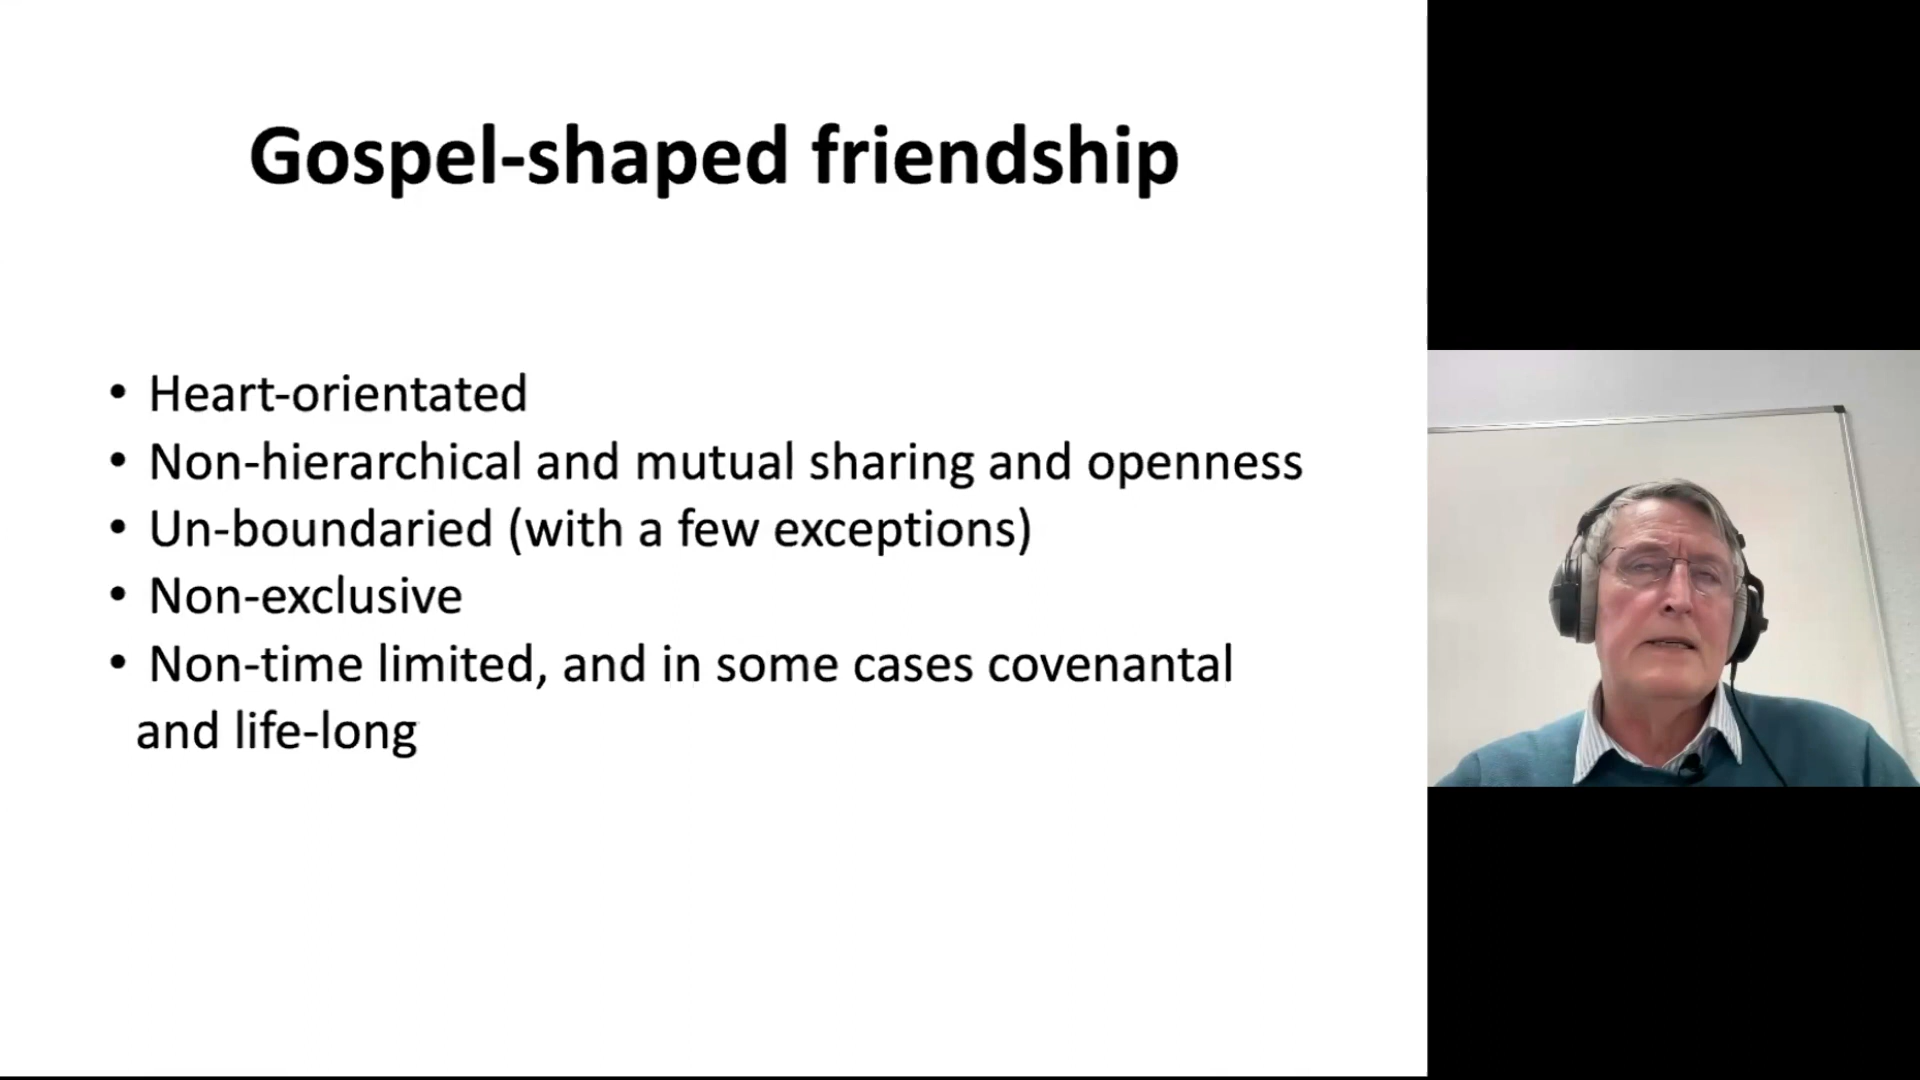 Gospel-shaped friendship
• Heart-orientated
• Non-hierarchical and mutual sharing and openness
• Un-boundaried (with a few exceptions)
• Non-exclusive
• Non-time limited, and in some cases covenantal
and life-long